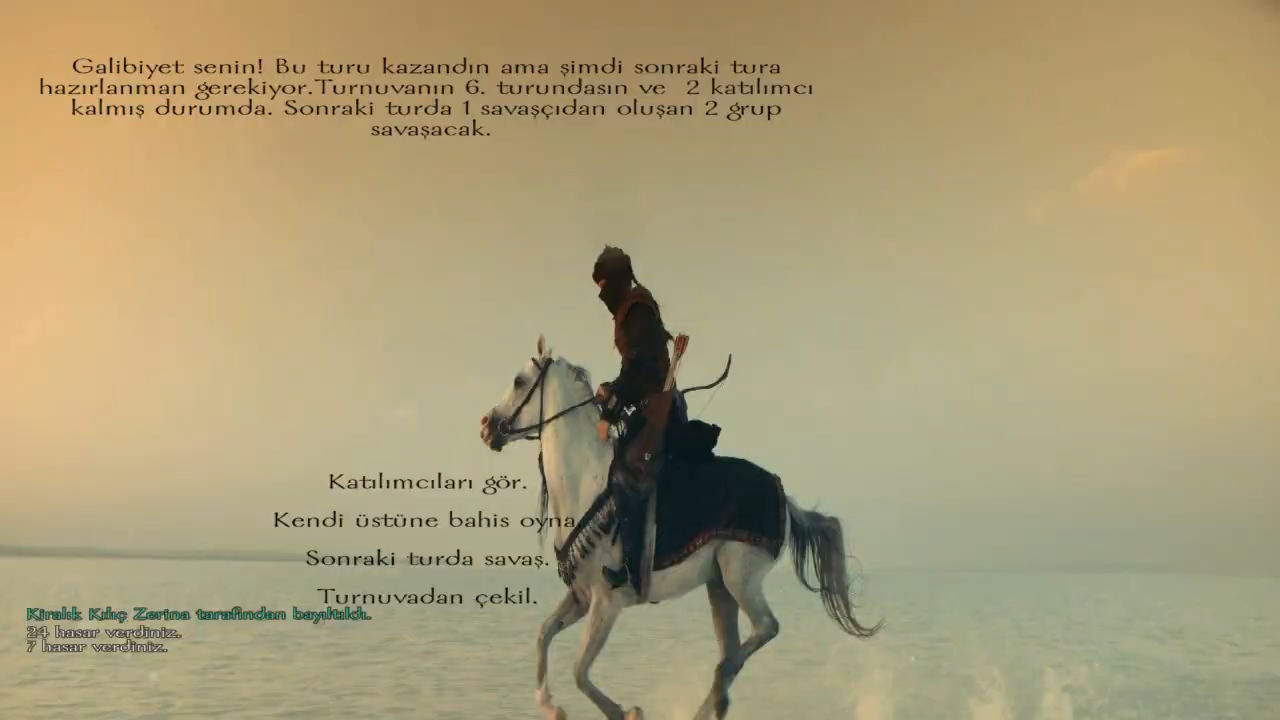 Galibiyet senin! Bu turu kazandın ama şimdi sonraki tura
hazırlanman gerekiyor.Turnuvanın 6. turundasın ve  2 katılımcı
kalmış durumda. Sonraki turda 1 savaşçıdan oluşan 2 grup
savaşacak.
Katılımcıları gör.
Kendi üstüne bahis oyna.
Sonraki turda savaş.
Turnuvadan çekil.
Kiralık Kılıç Zerina tarafından bayıltıldı.
24 hasar verdiniz.
7 hasar verdiniz.